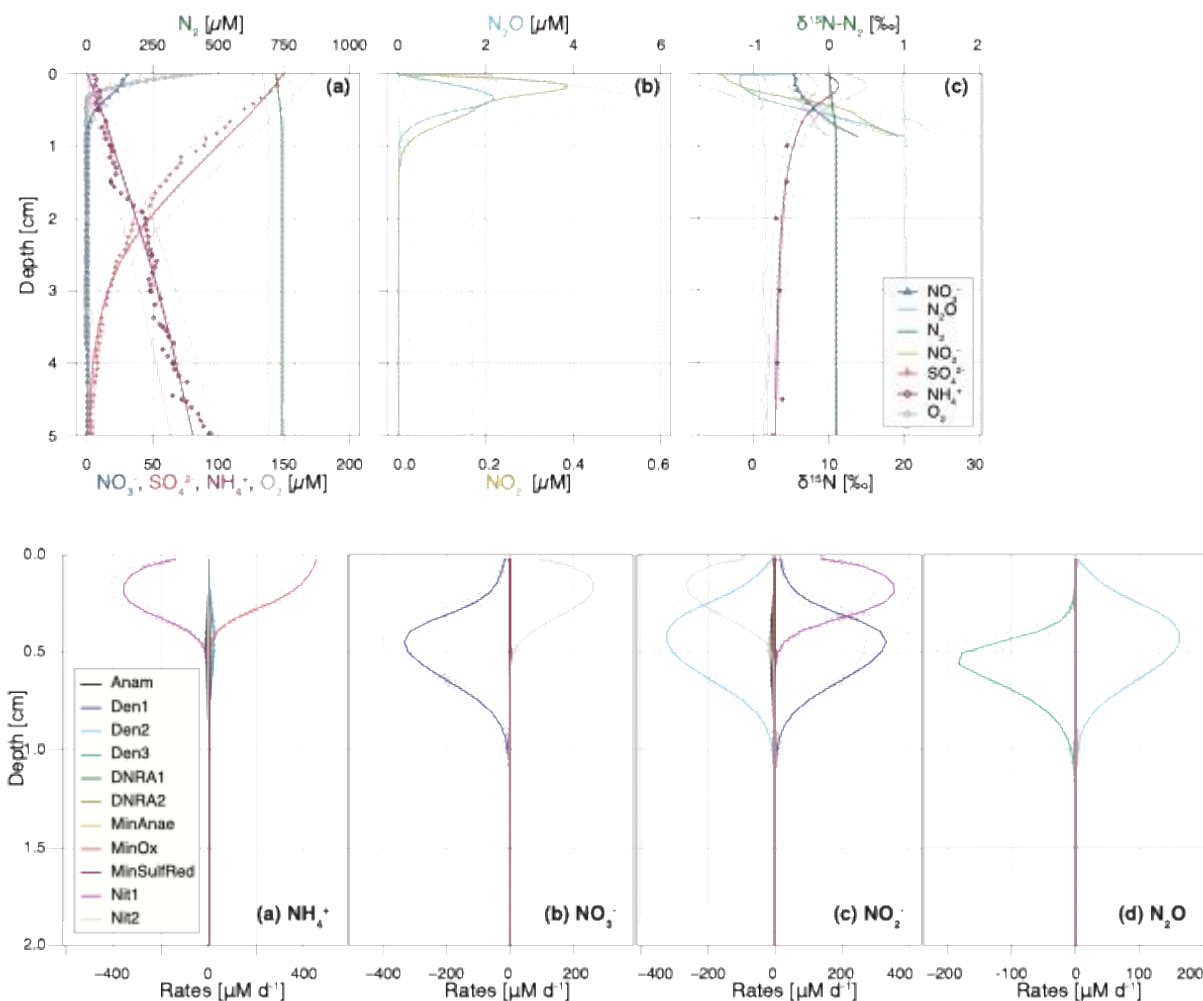 N₂ [µM]
N₂O [µM]
δ¹⁵N-N₂ [‰]
0 250 500 750 1000
0 2 4 6
-1 0 1 2
(a)
(b)
(c)
Depth [cm]
0
1
2
3
4
5
NO₃⁻
N₂O
N₂
NO₂⁻
SO₄²⁻
NH₄⁺
O₂
0 50 100 150 200
0.0 0.2 0.4 0.6
0 10 20 30
NO₃⁻, SO₄²⁻, NH₄⁺, O₂ [µM]
NO₂⁻ [µM]
δ¹⁵N [‰]
Depth [cm]
0.0
0.5
1.0
1.5
2.0
Anam
Den1
Den2
Den3
DNRA1
DNRA2
MinAnae
MinOx
MinSulfRed
Nit1
Nit2
(a) NH₄⁺
(b) NO₃⁻
(c) NO₂⁻
(d) N₂O
-400 0 400
-400 -200 0 200
-400 -200 0 200 400
-200 -100 0 100 200
Rates [µM d⁻¹]
Rates [µM d⁻¹]
Rates [µM d⁻¹]
Rates [µM d⁻¹]